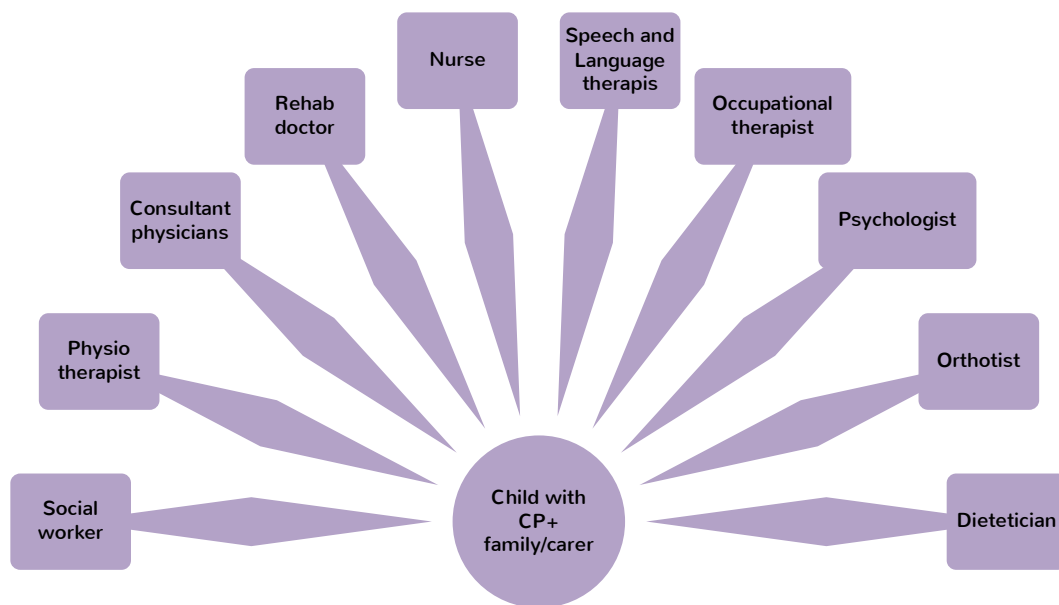 Nurse
Speech and
Language
therapis
Rehab
doctor
Occupational
therapist
Consultant
physicians
Psychologist
Physio
therapist
Orthotist
Social
worker
Child with
CP+
family/carer
Dietetician